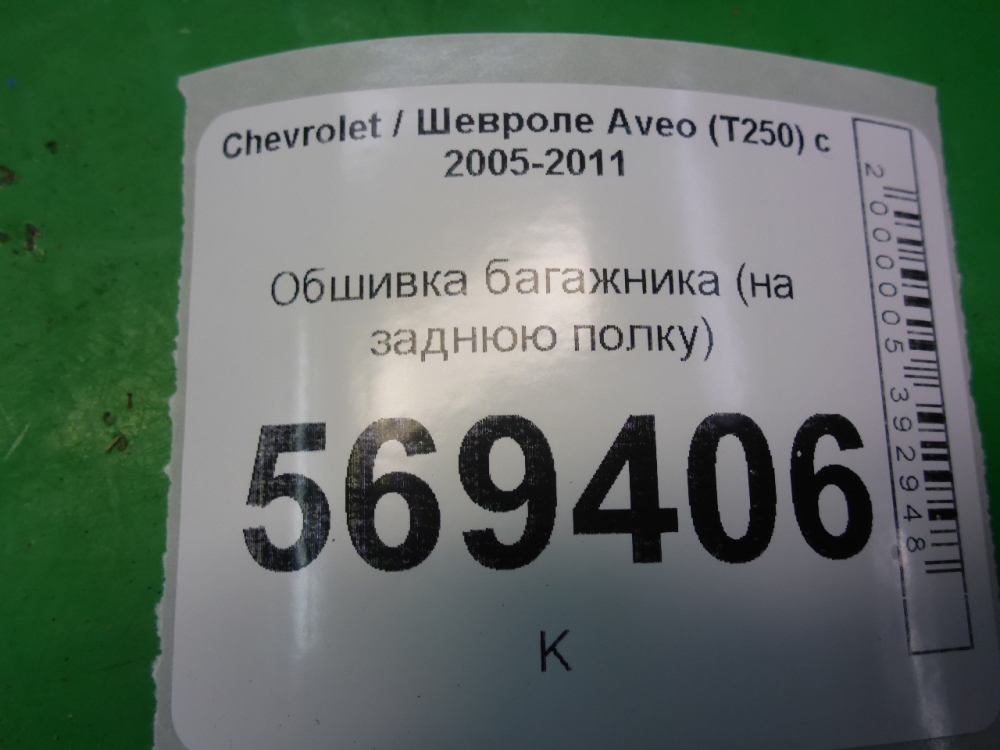 Chevrolet / Шевроле Aveo (T250) с
2005-2011
Обшивка багажника (на
заднюю полку)
569406
К
2000005392948